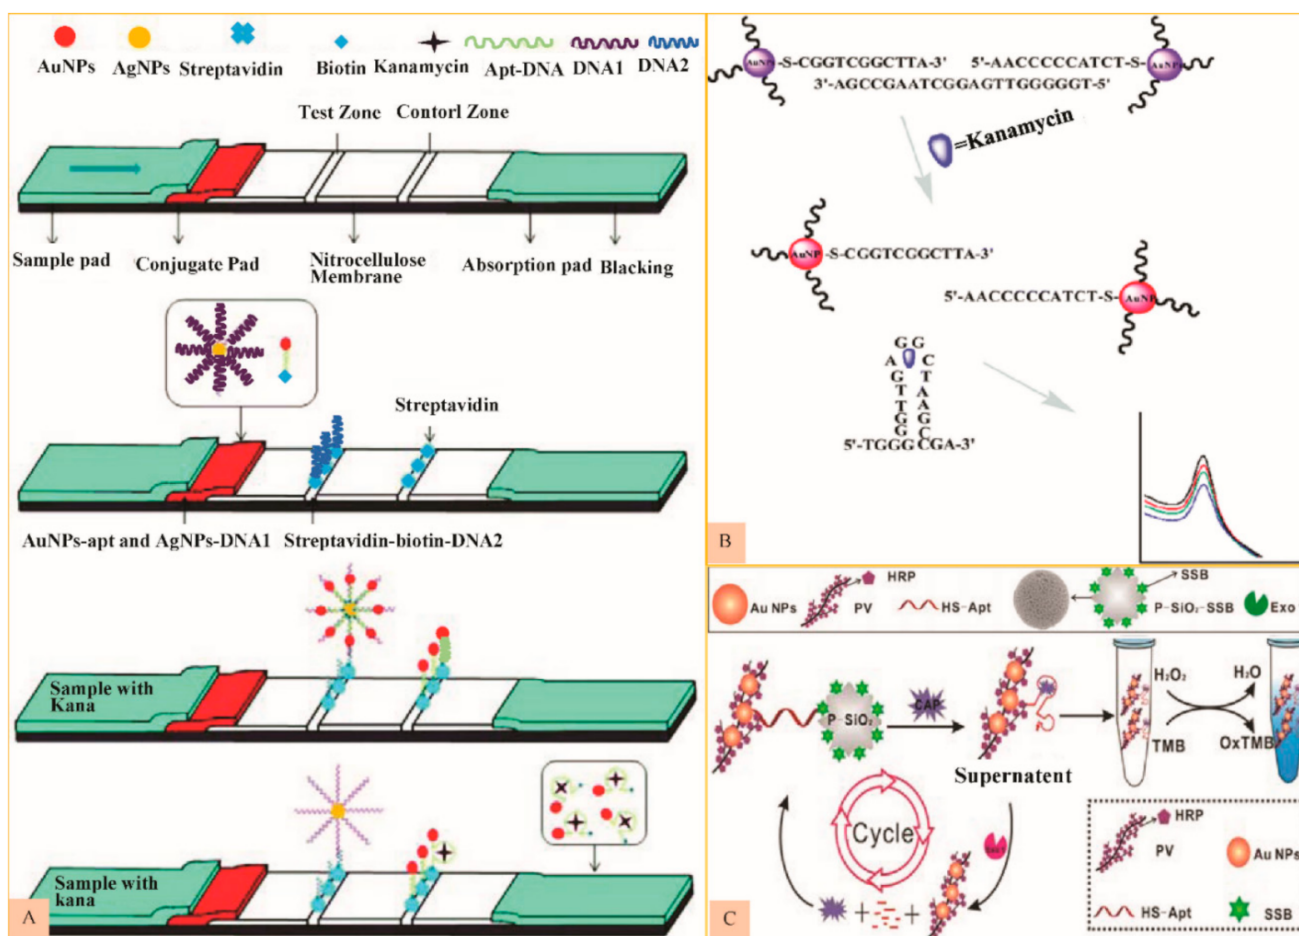 AuNPs
AgNPs
Streptavidin
Biotin
Kanamycin
Apt-DNA
DNA1
DNA2
Test Zone
Contorl Zone
Sample pad
Conjugate Pad
Nitrocellulose
Membrane
Absorption pad
Blacking
Streptavidin
AuNPs-apt and AgNPs-DNA1
Streptavidin-biotin-DNA2
Sample with
Kana
Sample with
kana
A
AuNPs
-S-CGGTCGGCTTA-3'
5'-AACCCCCATCT-S-
AuNPs
3'-AGCCGAATCGGAGTTGGGGGT-5'
=Kanamycin
AuNP
-S-CGGTCGGCTTA-3'
5'-AACCCCCATCT-S-
AuNP
G G
A C
G T
T A
T A
G G
G C
5'-TGGG
CGA-3'
B
Au NPs
HRP
PV
HS-Apt
SSB
P-SiO₂-SSB
Exo
P-SiO₂
CAP
Supernatent
H₂O₂
H₂O
TMB
OxTMB
Cycle
+
+
HRP
PV
Au NPs
HS-Apt
SSB
C